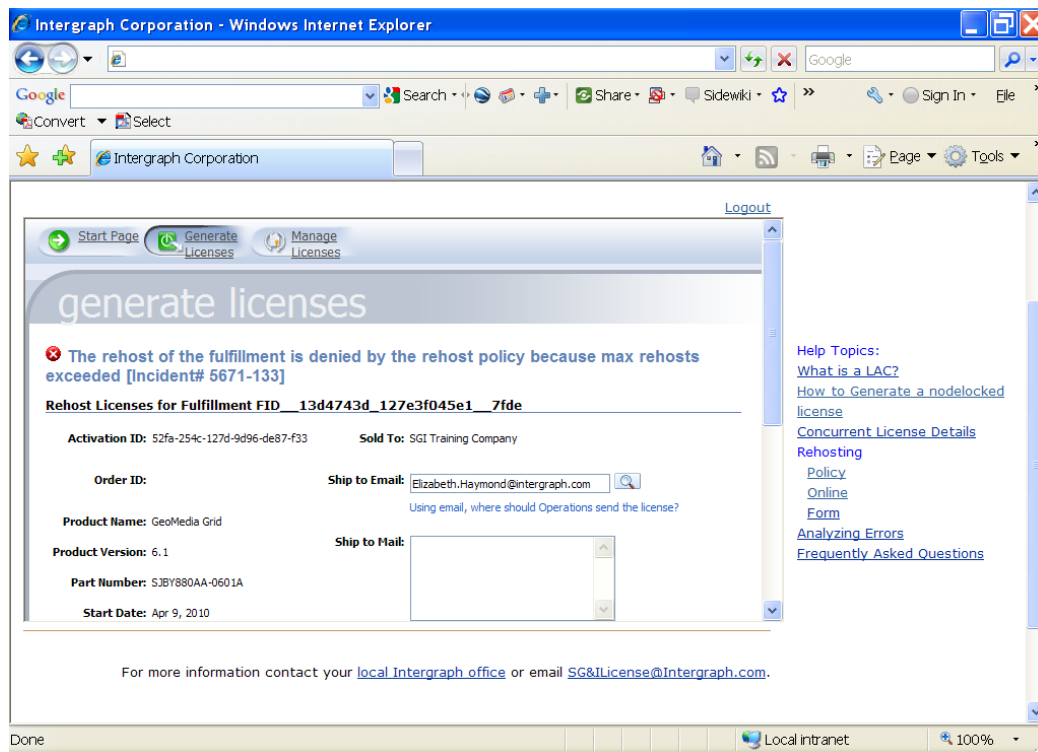 Intergraph Corporation - Windows Internet Explorer
Google
Google Search Share Sidewiki » Sign In File
Convert Select
Intergraph Corporation Page Tools
Logout
Start Page Generate Licenses Manage Licenses
generate licenses
The rehost of the fulfillment is denied by the rehost policy because max rehosts
exceeded [Incident# 5671-133]
Rehost Licenses for Fulfillment FID__13d4743d_127e3f045e1__7fde
Activation ID: 52fa-254c-127d-9d96-de87-f33 Sold To: SGI Training Company
Order ID: Ship to Email: Elizabeth.Haymond@intergraph.com
Using email, where should Operations send the license?
Product Name: GeoMedia Grid
Ship to Mail:
Product Version: 6.1
Part Number: SJBY880AA-0601A
Start Date: Apr 9, 2010
Help Topics:
What is a LAC?
How to Generate a nodelocked
license
Concurrent License Details
Rehosting
Policy
Online
Form
Analyzing Errors
Frequently Asked Questions
For more information contact your local Intergraph office or email SG&ILicense@Intergraph.com.
Done Local intranet 100%